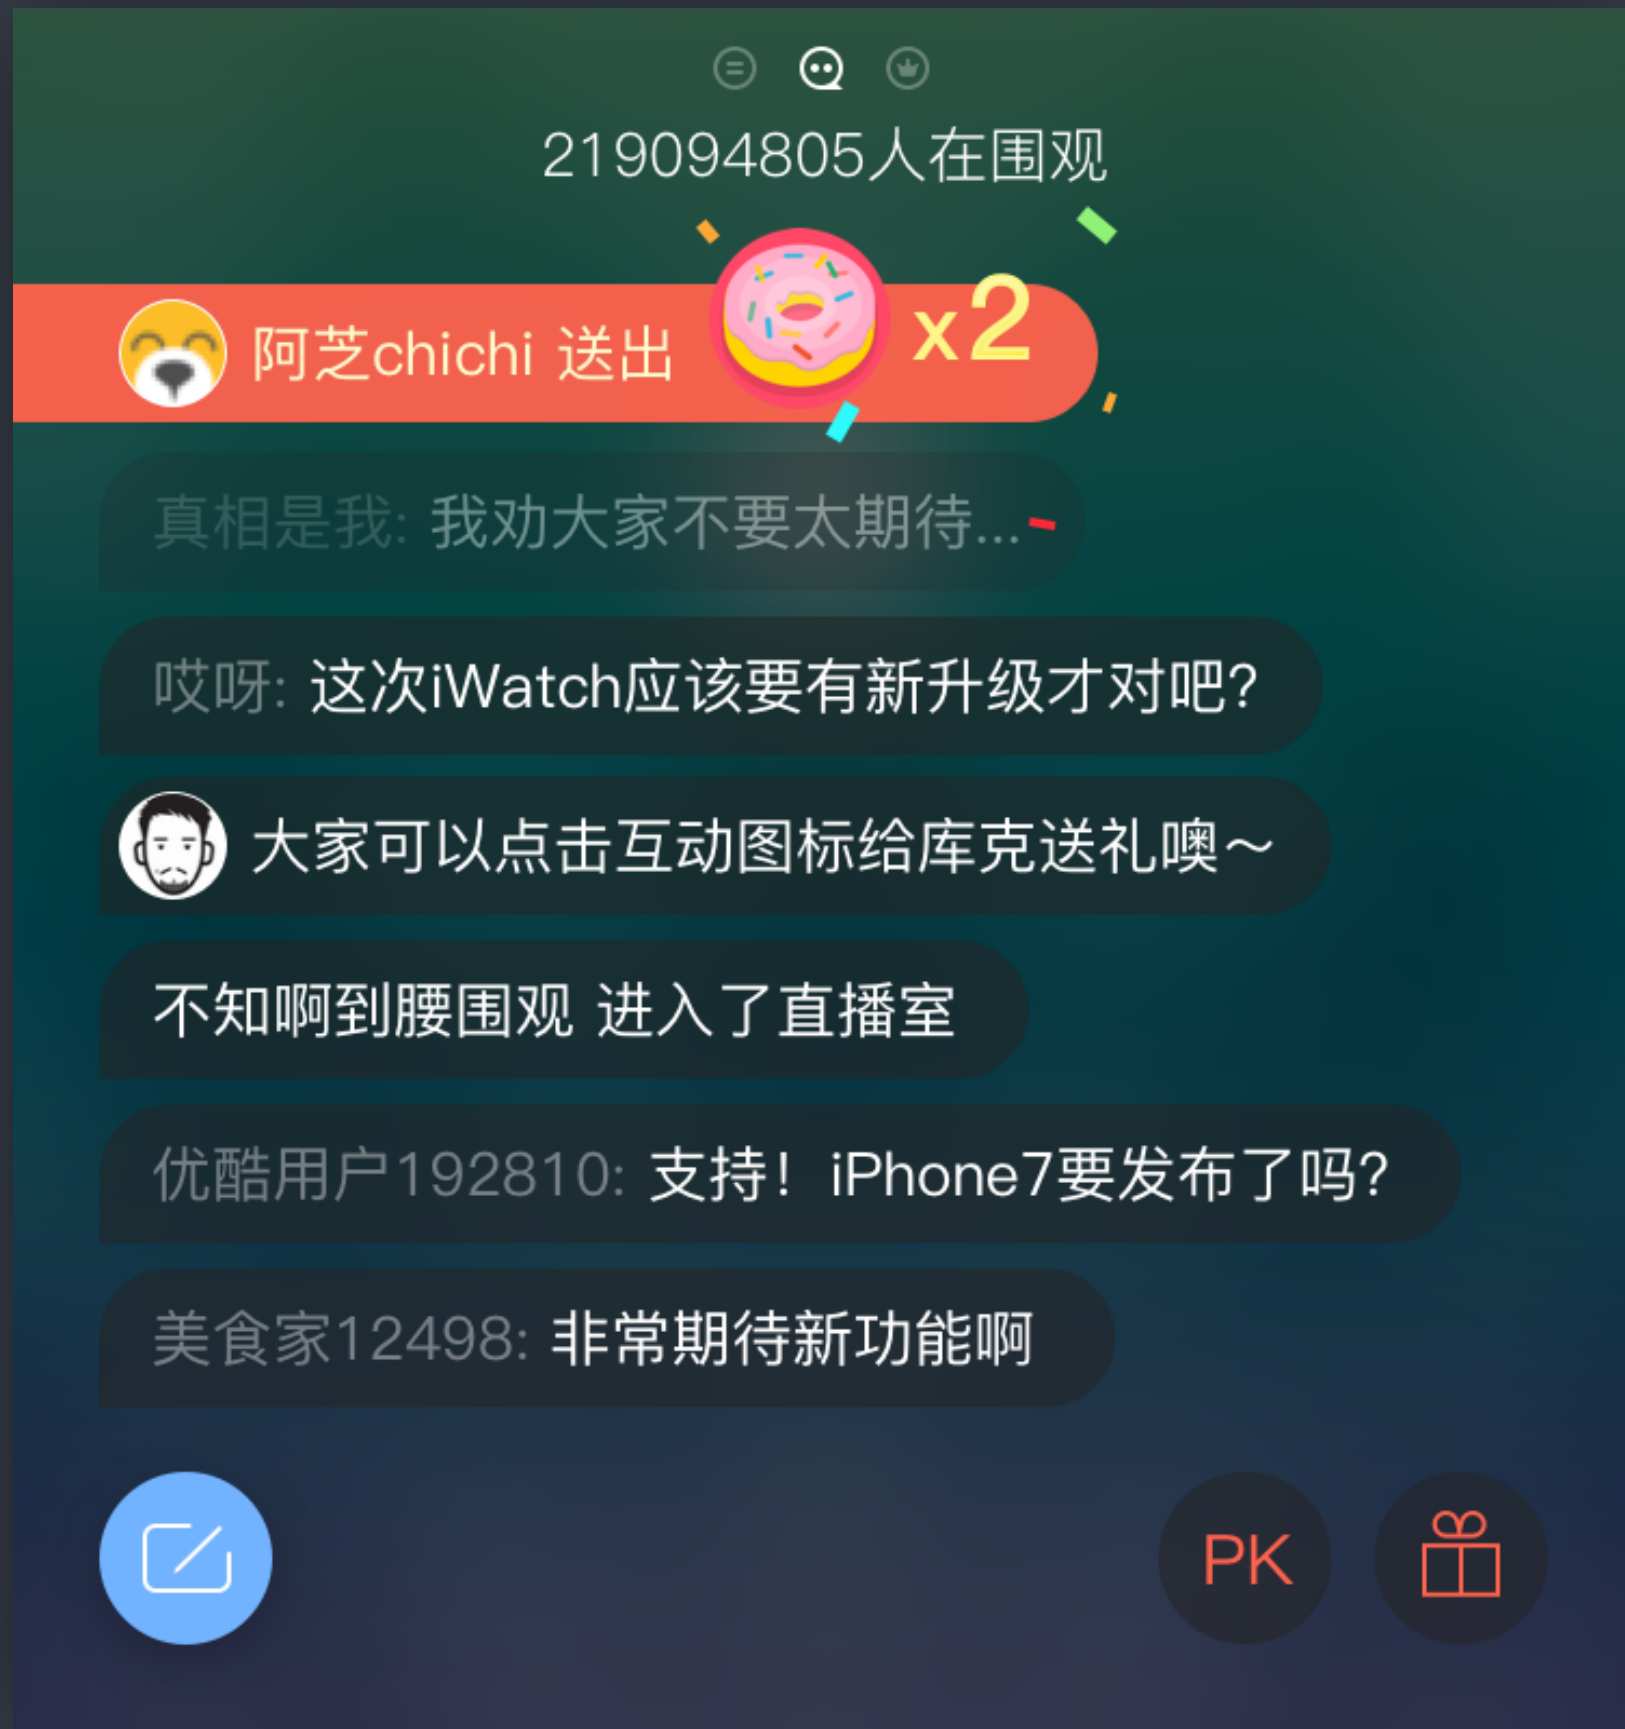 219094805人在围观
阿芝chichi 送出 x2
真相是我: 我劝大家不要太期待...
哎呀: 这次iWatch应该要有新升级才对吧?
大家可以点击互动图标给库克送礼噢～
不知啊到腰围观 进入了直播室
优酷用户192810: 支持！iPhone7要发布了吗?
美食家12498: 非常期待新功能啊
PK